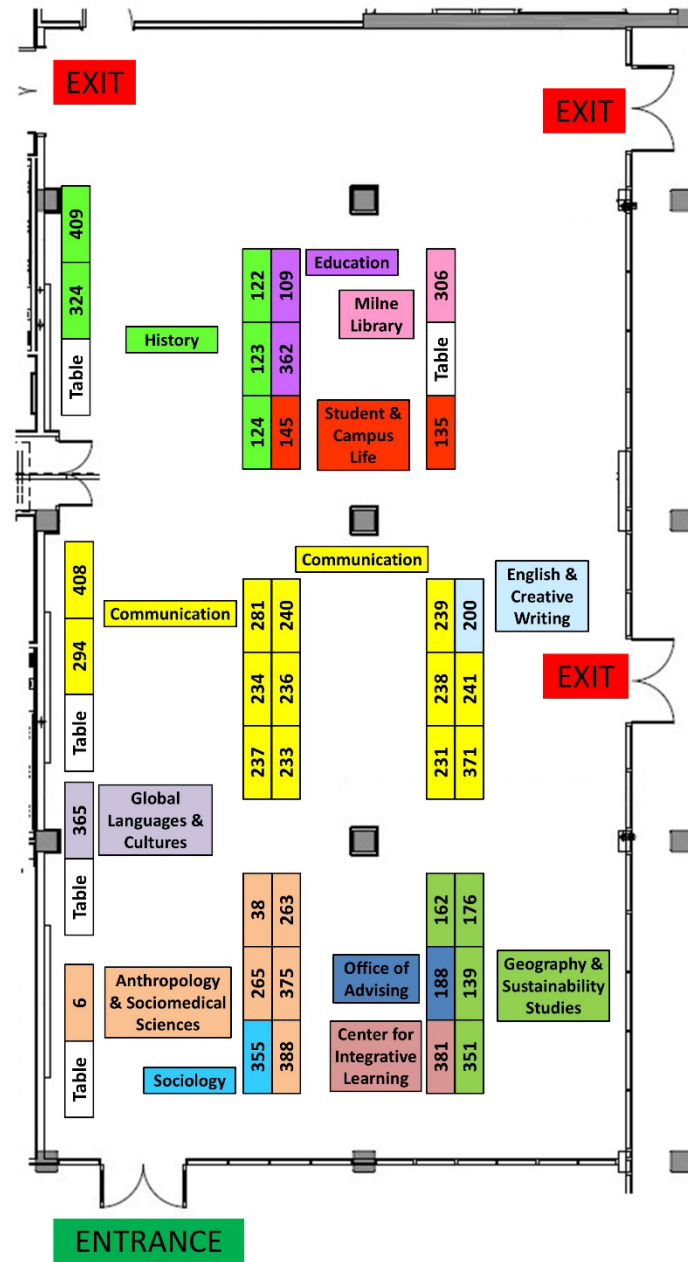 EXIT
EXIT
409
324
Table
History
122
109
123
362
124
145
Education
Milne
Library
306
Table
135
Student &
Campus
Life
Communication
408
294
Table
Communication
281
240
234
236
237
233
239
200
238
241
231
371
English &
Creative
Writing
EXIT
365
Table
Global
Languages &
Cultures
38
263
265
375
355
388
162
176
188
139
381
351
6
Table
Anthropology
& Sociomedical
Sciences
Sociology
Office of
Advising
Center for
Integrative
Learning
Geography &
Sustainability
Studies
ENTRANCE